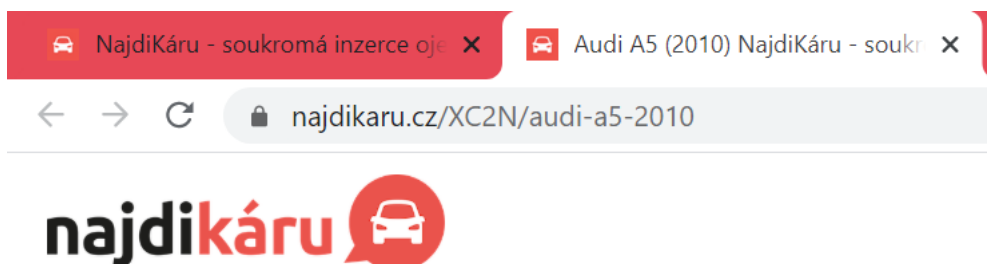 NajdiKáru - soukromá inzerce oje
Audi A5 (2010) NajdiKáru - soukr
najdikaru.cz/XC2N/audi-a5-2010
najdikáru